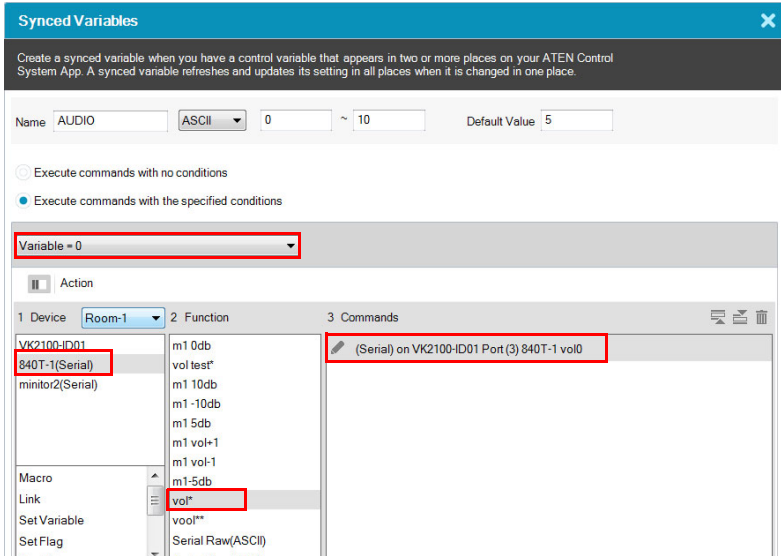 Synced Variables
Create a synced variable when you have a control variable that appears in two or more places on your ATEN Control
System App. A synced variable refreshes and updates its setting in all places when it is changed in one place.
Name AUDIO ASCII 0 ~ 10 Default Value 5
Execute commands with no conditions
Execute commands with the specified conditions
Variable = 0
Action
1 Device Room-1 2 Function 3 Commands
VK2100-ID01
840T-1(Serial)
minitor2(Serial)
Macro
Link
Set Variable
Set Flag
m1 0db
vol test*
m1 10db
m1 -10db
m1 5db
m1 vol+1
m1 vol-1
m1-5db
vol*
vool**
Serial Raw(ASCII)
(Serial) on VK2100-ID01 Port (3) 840T-1 vol0